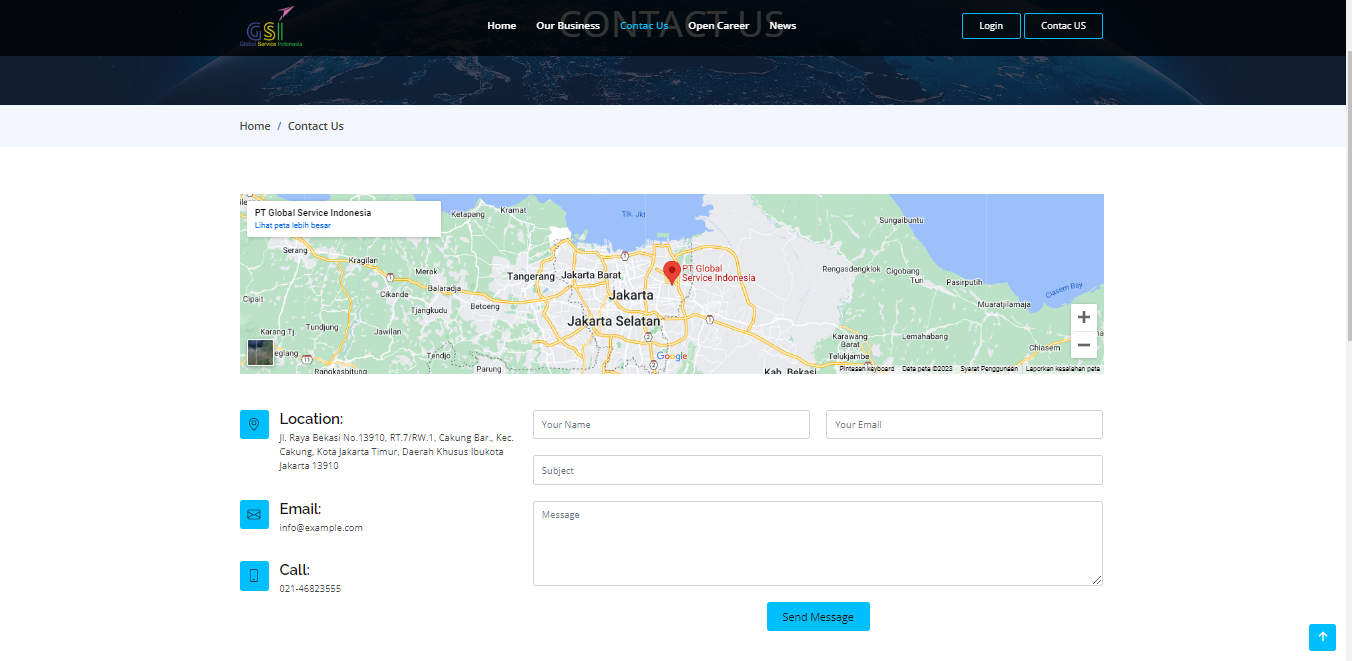 CONTACT US
GSI
Global Service Indonesia
Home
Our Business
Contac Us
Open Career
News
Login
Contac US
Home / Contact Us
PT Global Service Indonesia
Lihat peta lebih besar
Ketapang
Kramat
Tlk. Jkt
Sungaibuntu
Serang
Kragilan
Merak
Tangerang
Jakarta Barat
PT Global
Service Indonesia
Rengasdengklok
Cigobang
Turi
Pasirputih
Ciasem Bay
Cipait
Cikande
Balaradja
Jakarta
Muaratjilamaja
Tjangkudu
Betoeng
Jakarta Selatan
Karang Tj
Tundjung
Jawilan
Karawang
Barat
Lemahabang
Telukjambe
Chiasem
eglang
Tendjo
Google
Rangkasbitung
Parung
Kab. Bekasi
Pintasan keyboard
Data peta ©2023
Syarat Penggunaan
Laporkan kesalahan peta
Location:
Jl. Raya Bekasi No.13910, RT.7/RW.1, Cakung Bar., Kec.
Cakung, Kota Jakarta Timur, Daerah Khusus Ibukota
Jakarta 13910
Your Name
Your Email
Subject
Message
Email:
info@example.com
Call:
021-46823555
Send Message